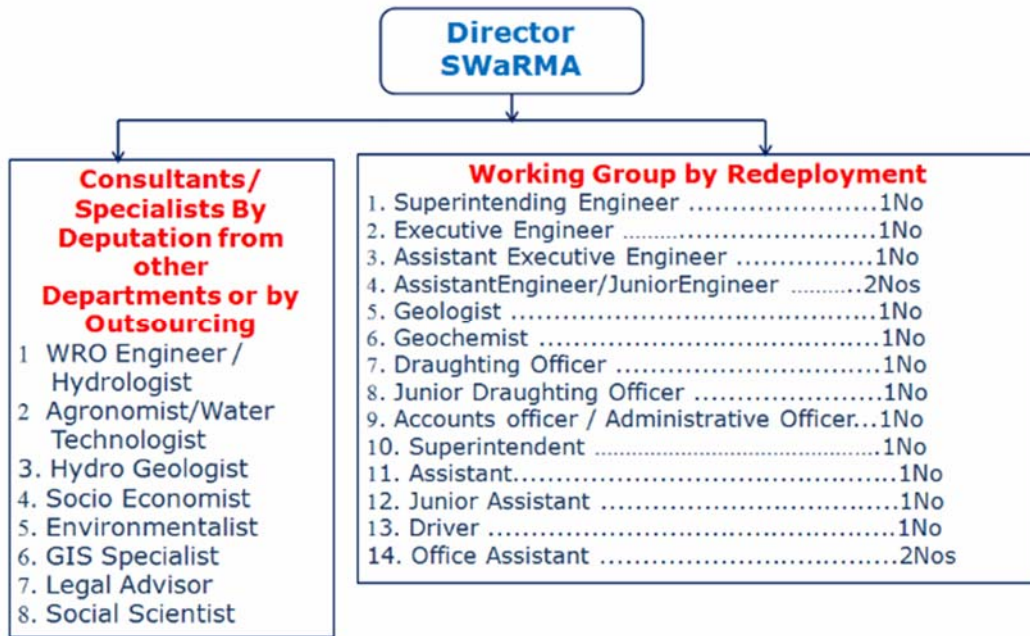 Director
SWaRMA
Consultants/
Specialists By
Deputation from
other
Departments or by
Outsourcing
1 WRO Engineer /
Hydrologist
2 Agronomist/Water
Technologist
3. Hydro Geologist
4. Socio Economist
5. Environmentalist
6. GIS Specialist
7. Legal Advisor
8. Social Scientist
Working Group by Redeployment
1. Superintending Engineer ........................1No
2. Executive Engineer ..................................1No
3. Assistant Executive Engineer .................1No
4. AssistantEngineer/JuniorEngineer ...........2Nos
5. Geologist .............................................1No
6. Geochemist ...........................................1No
7. Draughting Officer .................................1No
8. Junior Draughting Officer ........................1No
9. Accounts officer / Administrative Officer...1No
10. Superintendent ..........................................1No
11. Assistant...............................................1No
12. Junior Assistant ....................................1No
13. Driver ..................................................1No
14. Office Assistant ....................................2Nos